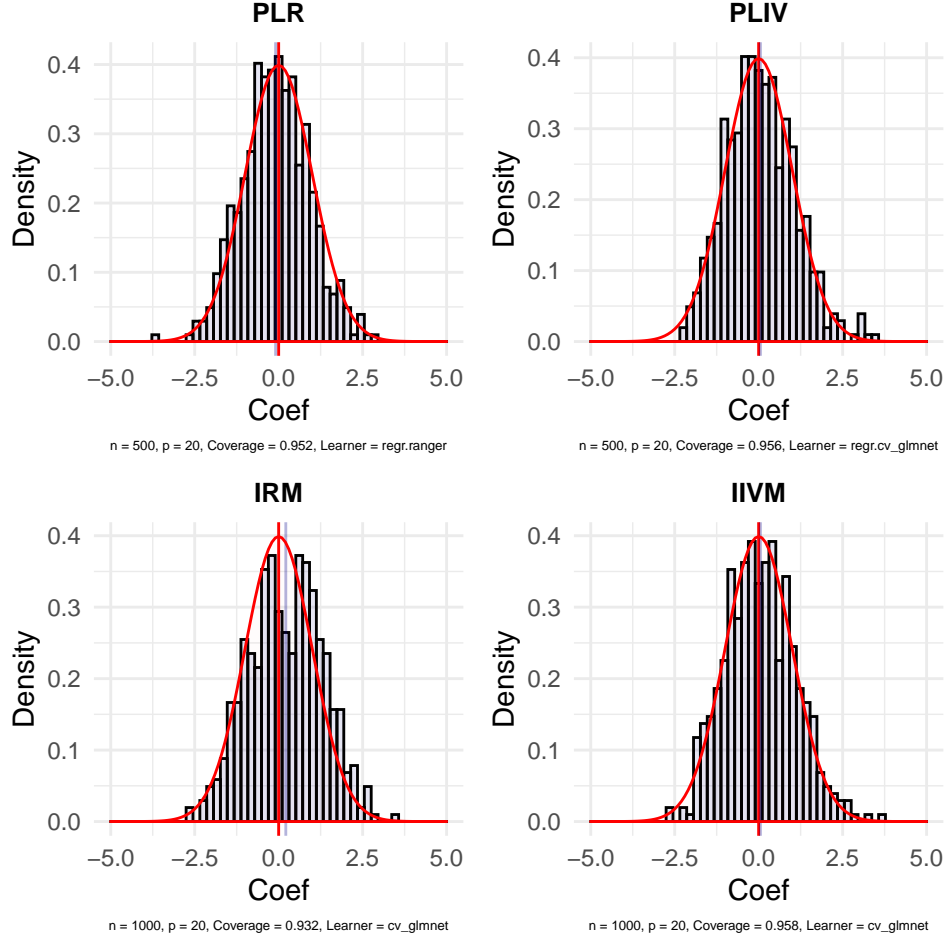 PLR
0.4
0.3
0.2
0.1
0.0
Density
−5.0 −2.5 0.0 2.5 5.0
Coef
n = 500, p = 20, Coverage = 0.952, Learner = regr.ranger
PLIV
0.4
0.3
0.2
0.1
0.0
Density
−5.0 −2.5 0.0 2.5 5.0
Coef
n = 500, p = 20, Coverage = 0.956, Learner = regr.cv_glmnet
IRM
0.4
0.3
0.2
0.1
0.0
Density
−5.0 −2.5 0.0 2.5 5.0
Coef
n = 1000, p = 20, Coverage = 0.932, Learner = cv_glmnet
IIVM
0.4
0.3
0.2
0.1
0.0
Density
−5.0 −2.5 0.0 2.5 5.0
Coef
n = 1000, p = 20, Coverage = 0.958, Learner = cv_glmnet